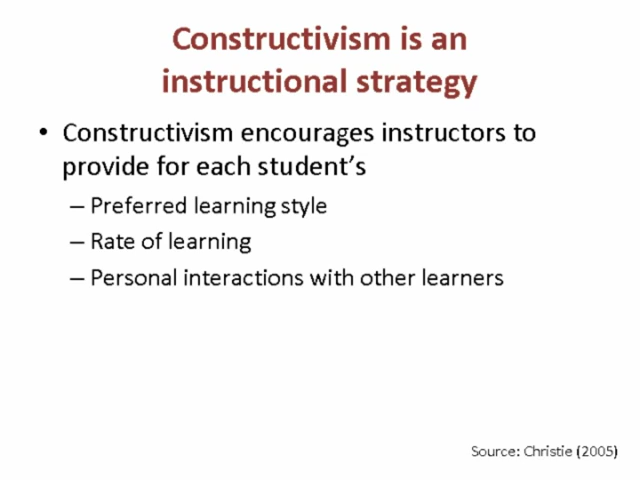 Constructivism is an
instructional strategy
• Constructivism encourages instructors to
provide for each student's
– Preferred learning style
– Rate of learning
– Personal interactions with other learners
Source: Christie (2005)